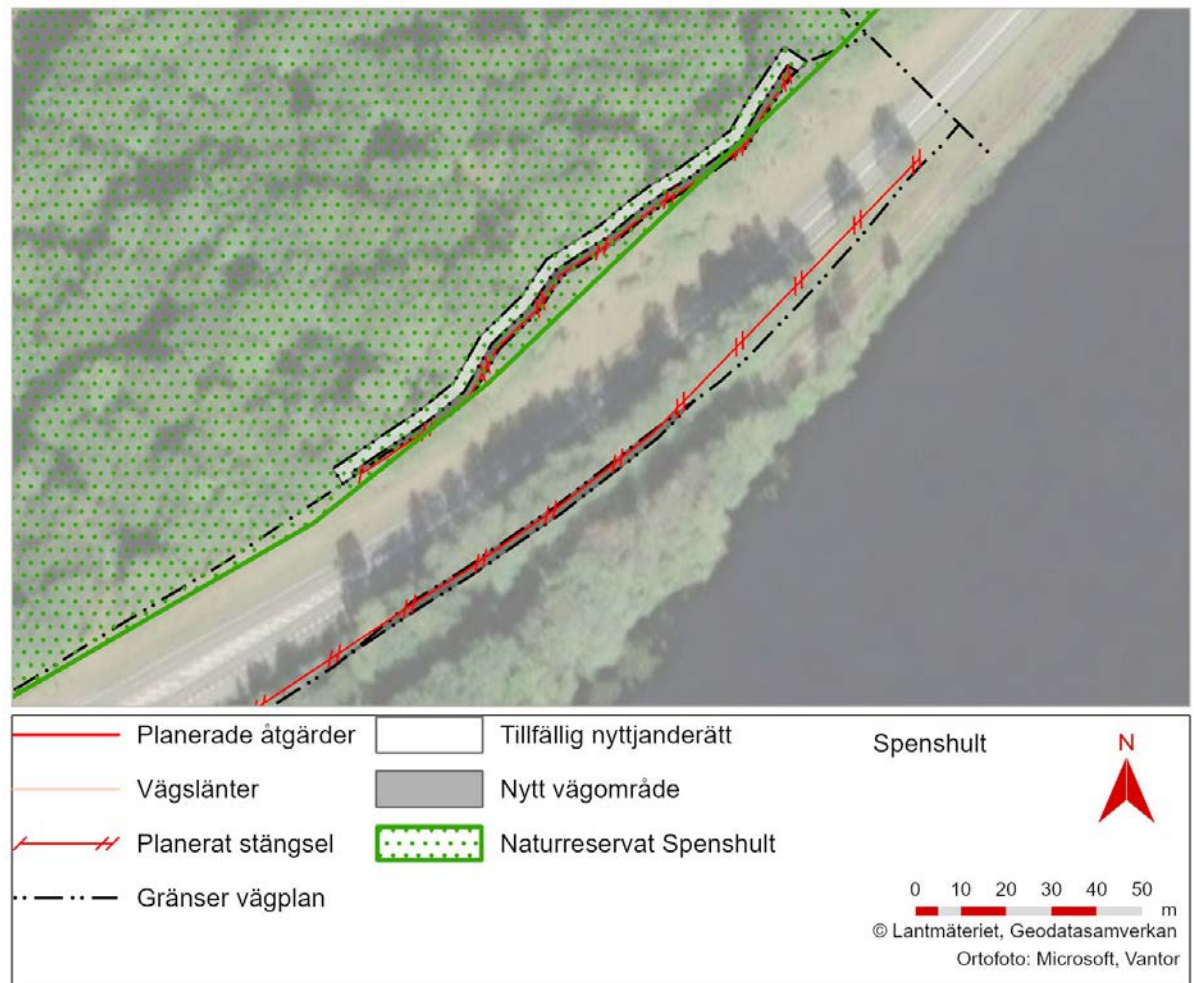 Planerade åtgärder
Vägslänter
Planerat stängsel
Gränser vägplan
Tillfällig nyttjanderätt
Nytt vägområde
Naturreservat Spenshult
Spenshult
N
0 10 20 30 40 50
m
© Lantmäteriet, Geodatasamverkan
Ortofoto: Microsoft, Vantor